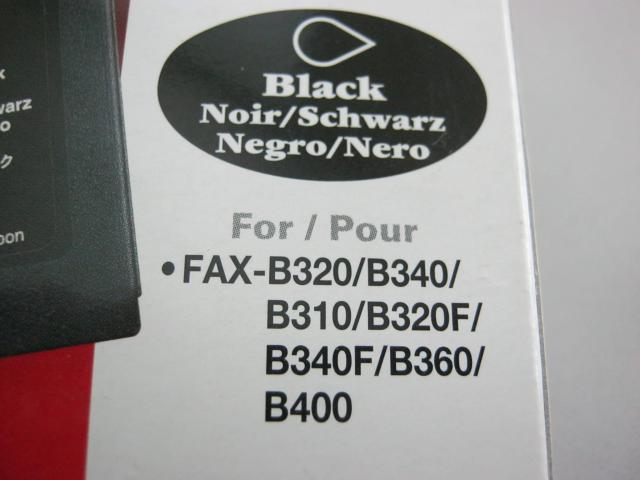 Black
Noir/Schwarz
Negro/Nero
For / Pour
• FAX-B320/B340/
B310/B320F/
B340F/B360/
B400